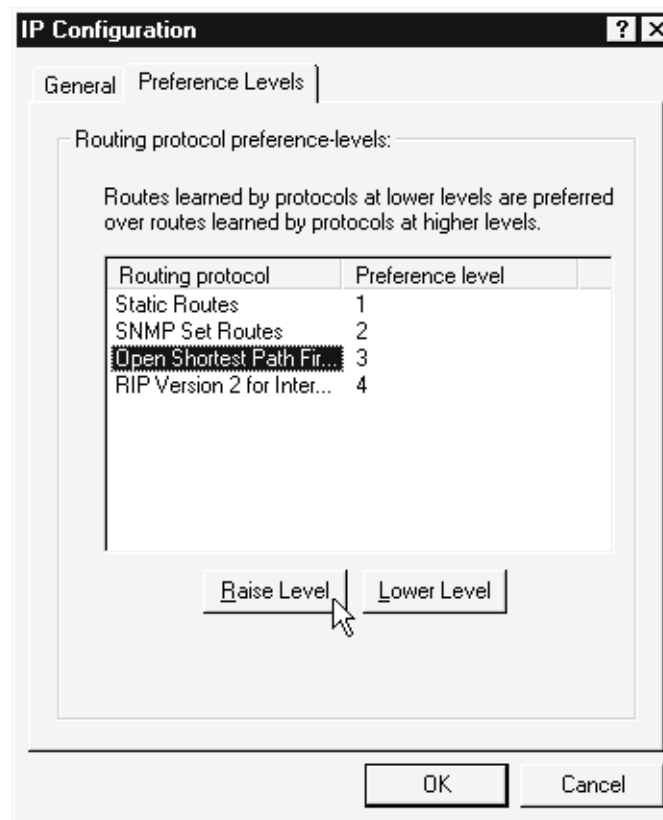 IP Configuration
General
Preference Levels
Routing protocol preference-levels:
Routes learned by protocols at lower levels are preferred
over routes learned by protocols at higher levels.
Routing protocol Preference level
Static Routes 1
SNMP Set Routes 2
Open Shortest Path Fir... 3
RIP Version 2 for Inter... 4
Raise Level Lower Level
OK Cancel